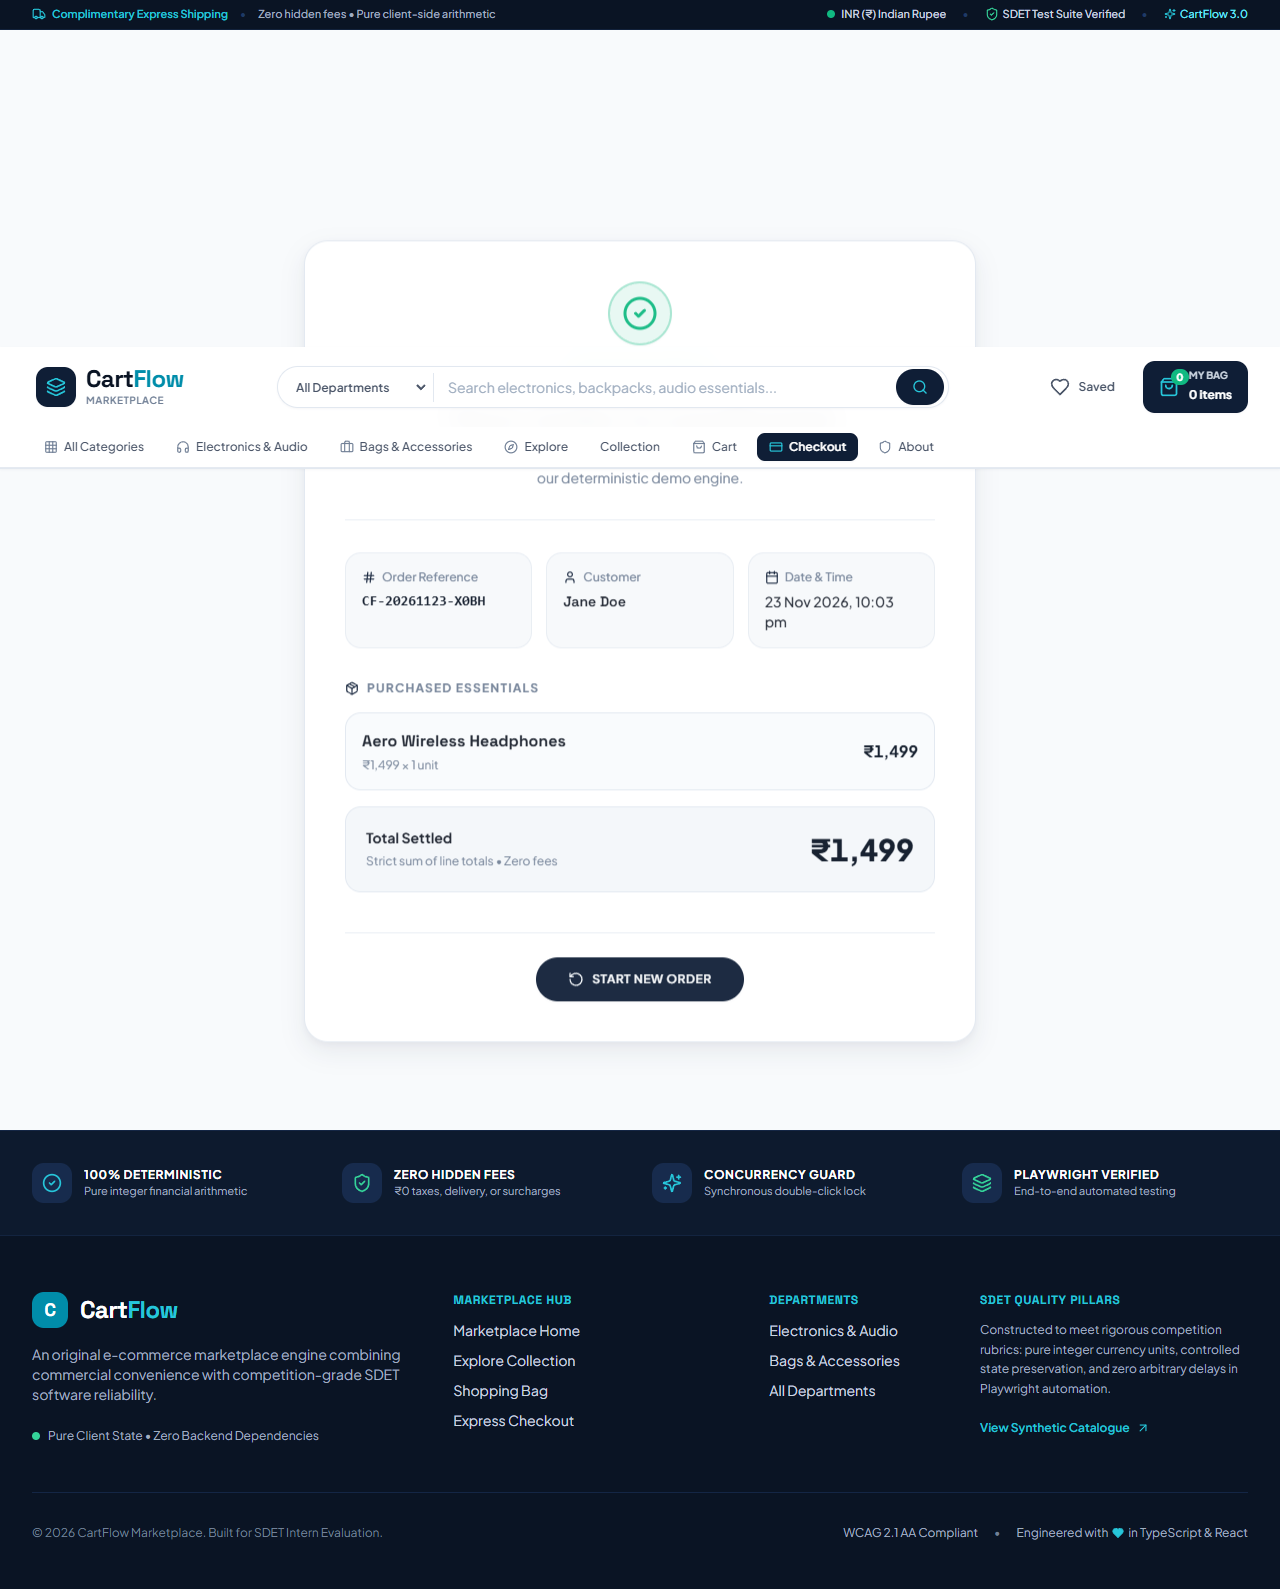 Complimentary Express Shipping • Zero hidden fees • Pure client-side arithmetic
INR (₹) Indian Rupee • SDET Test Suite Verified • CartFlow 3.0
CartFlow
MARKETPLACE
All Departments
Search electronics, backpacks, audio essentials...
Saved
0
MY BAG
0 items
All Categories
Electronics & Audio
Bags & Accessories
Explore
Collection
Cart
Checkout
About
our deterministic demo engine.
Order Reference
CF-20261123-X0BH
Customer
Jane Doe
Date & Time
23 Nov 2026, 10:03
pm
PURCHASED ESSENTIALS
Aero Wireless Headphones
₹1,499 × 1 unit
₹1,499
Total Settled
Strict sum of line totals • Zero fees
₹1,499
START NEW ORDER
100% DETERMINISTIC
Pure integer financial arithmetic
ZERO HIDDEN FEES
₹0 taxes, delivery, or surcharges
CONCURRENCY GUARD
Synchronous double-click lock
PLAYWRIGHT VERIFIED
End-to-end automated testing
C
CartFlow
An original e-commerce marketplace engine combining
commercial convenience with competition-grade SDET
software reliability.
Pure Client State • Zero Backend Dependencies
MARKETPLACE HUB
Marketplace Home
Explore Collection
Shopping Bag
Express Checkout
DEPARTMENTS
Electronics & Audio
Bags & Accessories
All Departments
SDET QUALITY PILLARS
Constructed to meet rigorous competition
rubrics: pure integer currency units, controlled
state preservation, and zero arbitrary delays in
Playwright automation.
View Synthetic Catalogue
© 2026 CartFlow Marketplace. Built for SDET Intern Evaluation.
WCAG 2.1 AA Compliant • Engineered with in TypeScript & React